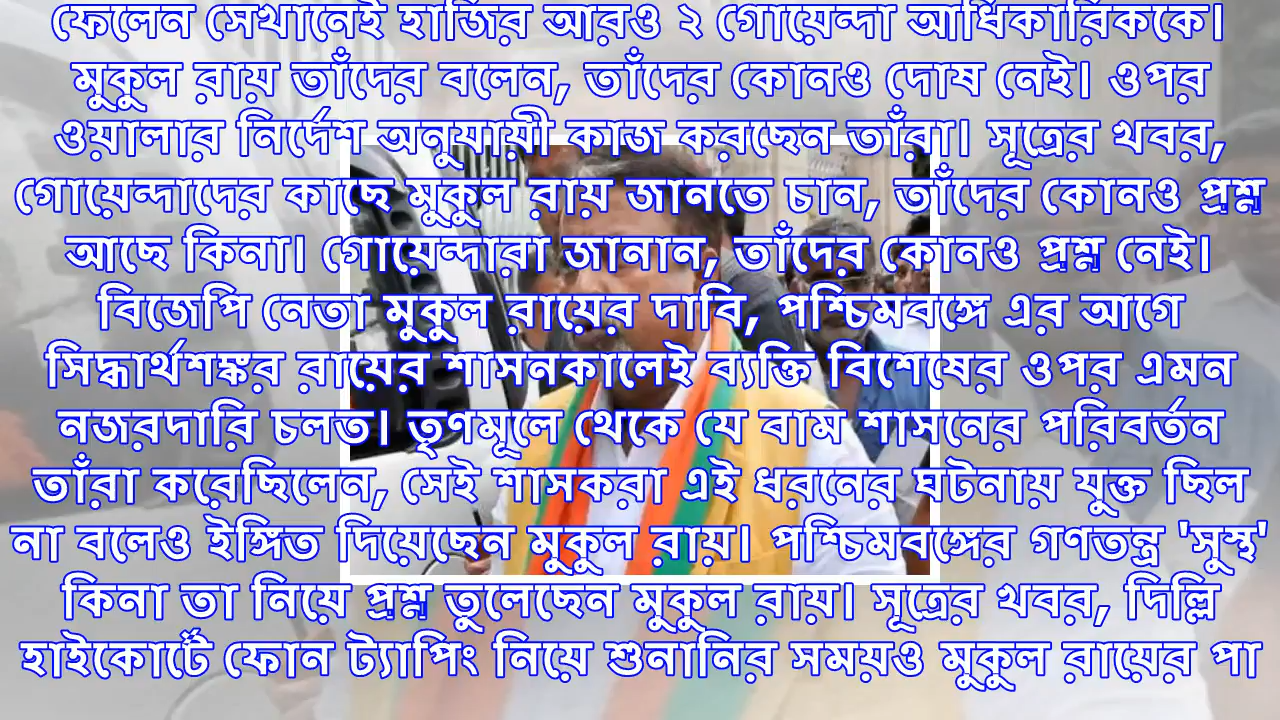 ফেলেন সেখানেই হাজির আরও ২ গোয়েন্দা আধিকারিককে।
মুকুল রায় তাঁদের বলেন, তাঁদের কোনও দোষ নেই। ওপর
ওয়ালার নির্দেশ অনুযায়ী কাজ করছেন তাঁরা। সূত্রের খবর,
গোয়েন্দাদের কাছে মুকুল রায় জানতে চান, তাঁদের কোনও প্রশ্ন
আছে কিনা। গোয়েন্দারা জানান, তাঁদের কোনও প্রশ্ন নেই।
বিজেপি নেতা মুকুল রায়ের দাবি, পশ্চিমবঙ্গে এর আগে
সিদ্ধার্থশঙ্কর রায়ের শাসনকালেই ব্যক্তি বিশেষের ওপর এমন
নজরদারি চলত। তৃণমূলে থেকে যে বাম শাসনের পরিবর্তন
তাঁরা করেছিলেন, সেই শাসকরা এই ধরনের ঘটনায় যুক্ত ছিল
না বলেও ইঙ্গিত দিয়েছেন মুকুল রায়। পশ্চিমবঙ্গের গণতন্ত্র 'সুস্থ'
কিনা তা নিয়ে প্রশ্ন তুলেছেন মুকুল রায়। সূত্রের খবর, দিল্লি
হাইকোর্টে ফোন ট্যাপিং নিয়ে শুনানির সময়ও মুকুল রায়ের পা